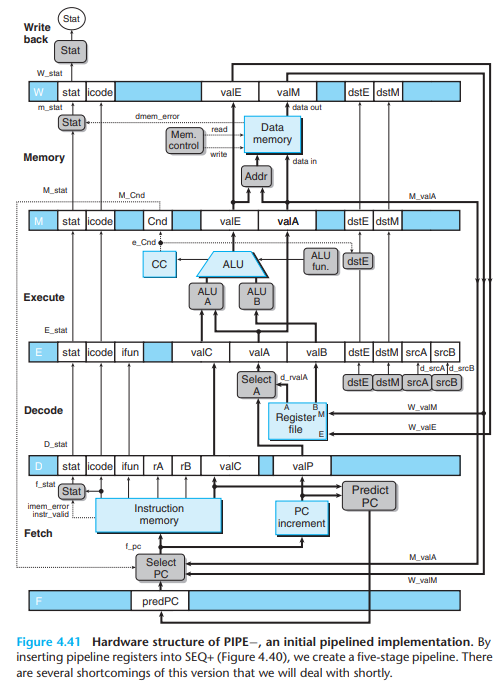 Write
back
Stat
Stat
W_stat
W stat icode valE valM dstE dstM
m_stat
Stat
dmem_error
data out
read
Mem.
control
write
Data
memory
data in
Memory
Addr
M_stat
M_Cnd
M_valA
M stat icode Cnd valE valA dstE dstM
e_Cnd
CC
ALU
ALU
fun.
dstE
Execute
ALU
A
ALU
B
E_stat
E stat icode ifun valC valA valB dstE dstM srcA srcB
d_srcA d_srcB
Select
A
d_rvalA
dstE dstM srcA srcB
Decode
A B
Register
file
M
E
W_valM
W_valE
D_stat
D stat icode ifun rA rB valC valP
f_stat
Stat
imem_error
instr_valid
Instruction
memory
PC
increment
Predict
PC
Fetch
f_pc
Select
PC
M_valA
W_valM
F predPC
Figure 4.41 Hardware structure of PIPE−, an initial pipelined implementation. By
inserting pipeline registers into SEQ+ (Figure 4.40), we create a five-stage pipeline. There
are several shortcomings of this version that we will deal with shortly.